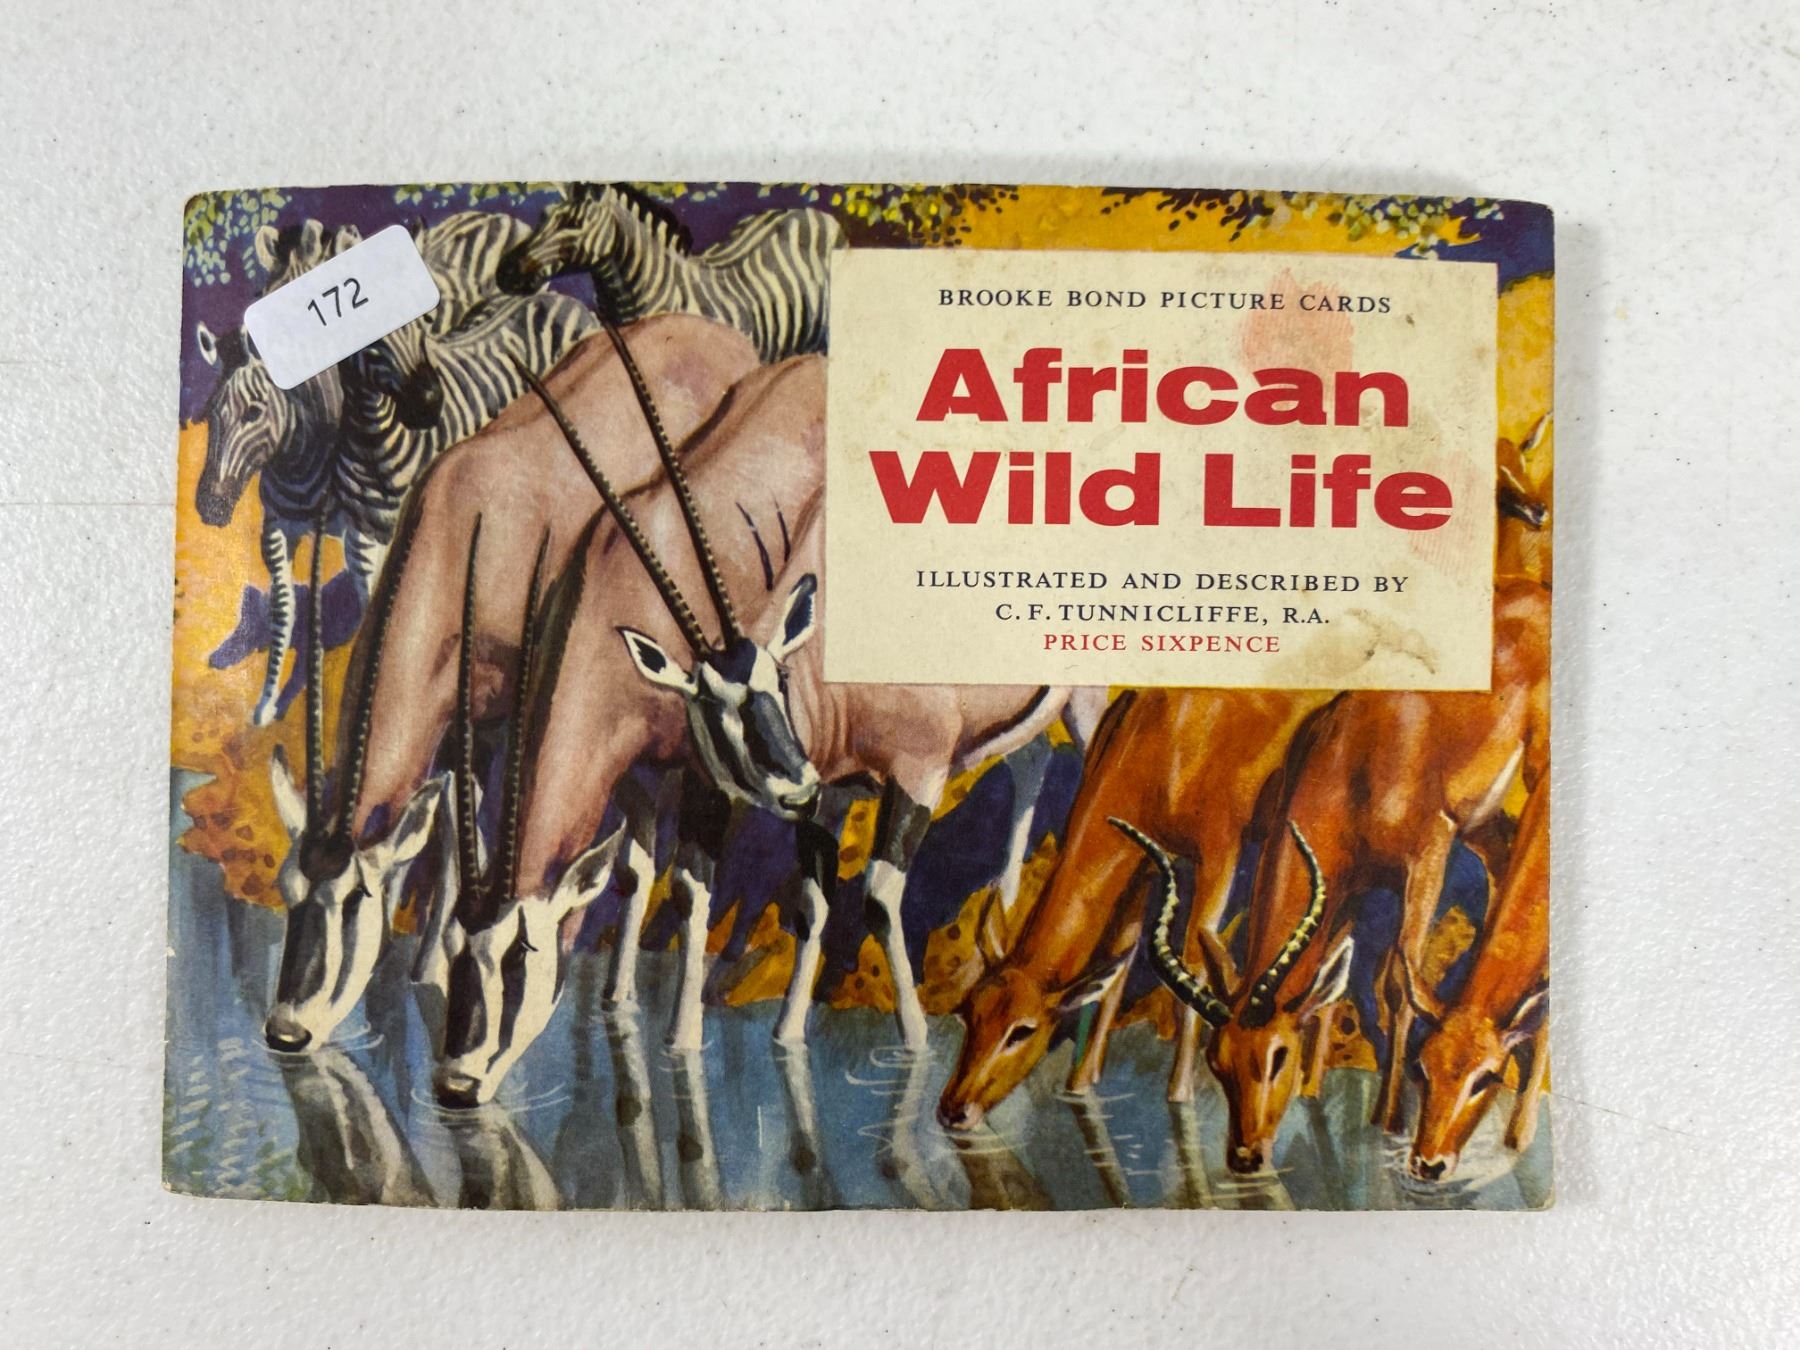 172
BROOKE BOND PICTURE CARDS
African
Wild Life
ILLUSTRATED AND DESCRIBED BY
C. F. TUNNICLIFFE, R.A.
PRICE SIXPENCE